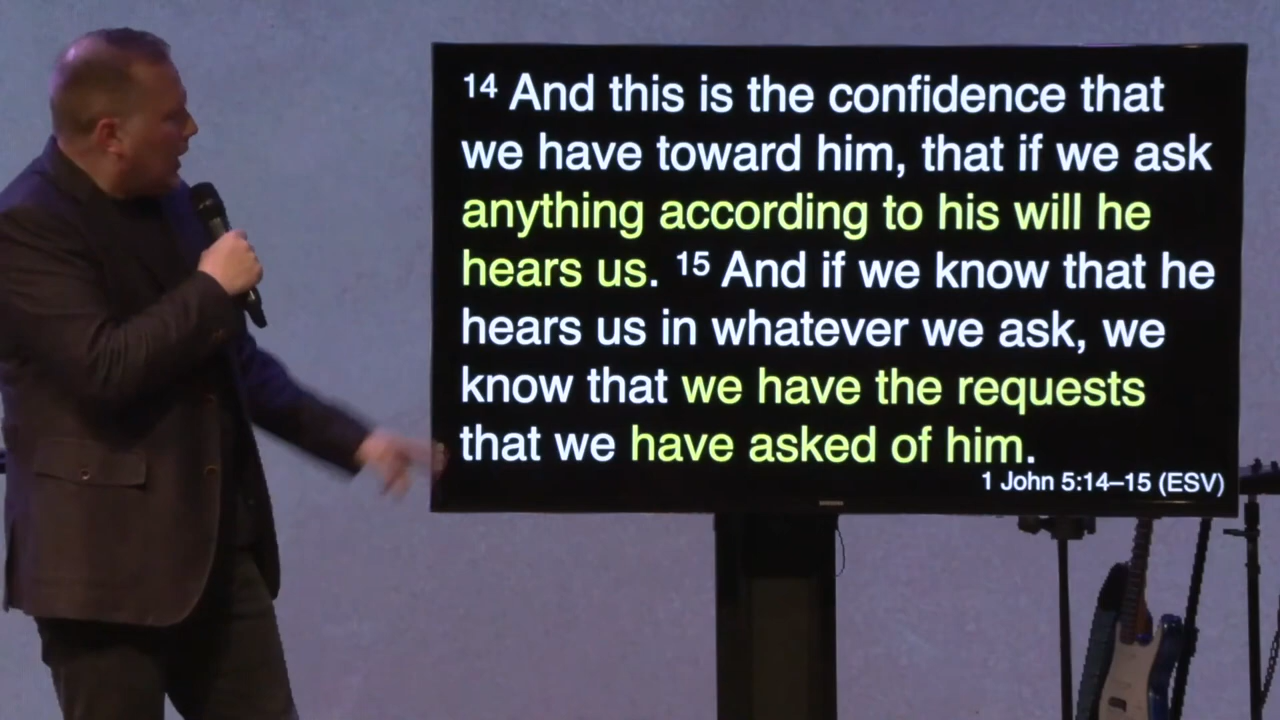 14 And this is the confidence that
we have toward him, that if we ask
anything according to his will he
hears us. 15 And if we know that he
hears us in whatever we ask, we
know that we have the requests
that we have asked of him.
1 John 5:14–15 (ESV)